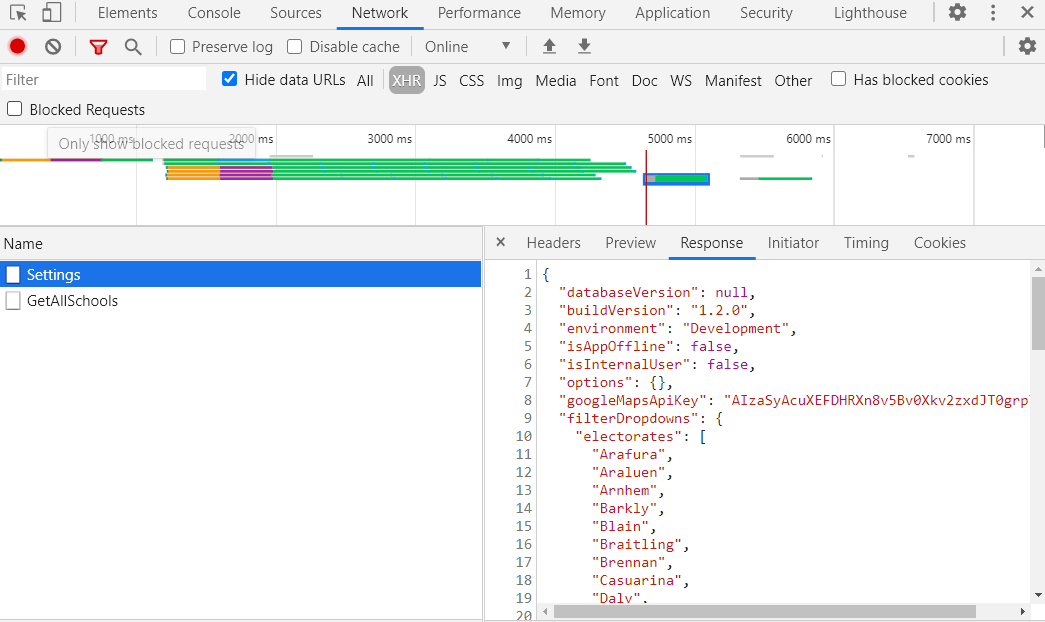 Elements Console Sources Network Performance Memory Application Security Lighthouse
Preserve log Disable cache Online
Filter Hide data URLs All XHR JS CSS Img Media Font Doc WS Manifest Other Has blocked cookies
Blocked Requests
1000 ms 2000 ms 3000 ms 4000 ms 5000 ms 6000 ms 7000 ms
Only show blocked requests
Name
Settings
GetAllSchools
× Headers Preview Response Initiator Timing Cookies
1 {
2 "databaseVersion": null,
3 "buildVersion": "1.2.0",
4 "environment": "Development",
5 "isAppOffline": false,
6 "isInternalUser": false,
7 "options": {},
8 "googleMapsApiKey": "AIzaSyAcuXEFDHRXn8v5Bv0Xkv2zxdJT0grp
9 "filterDropdowns": {
10 "electorates": [
11 "Arafura",
12 "Araluen",
13 "Arnhem",
14 "Barkly",
15 "Blain",
16 "Braitling",
17 "Brennan",
18 "Casuarina",
19 "Daly",
20